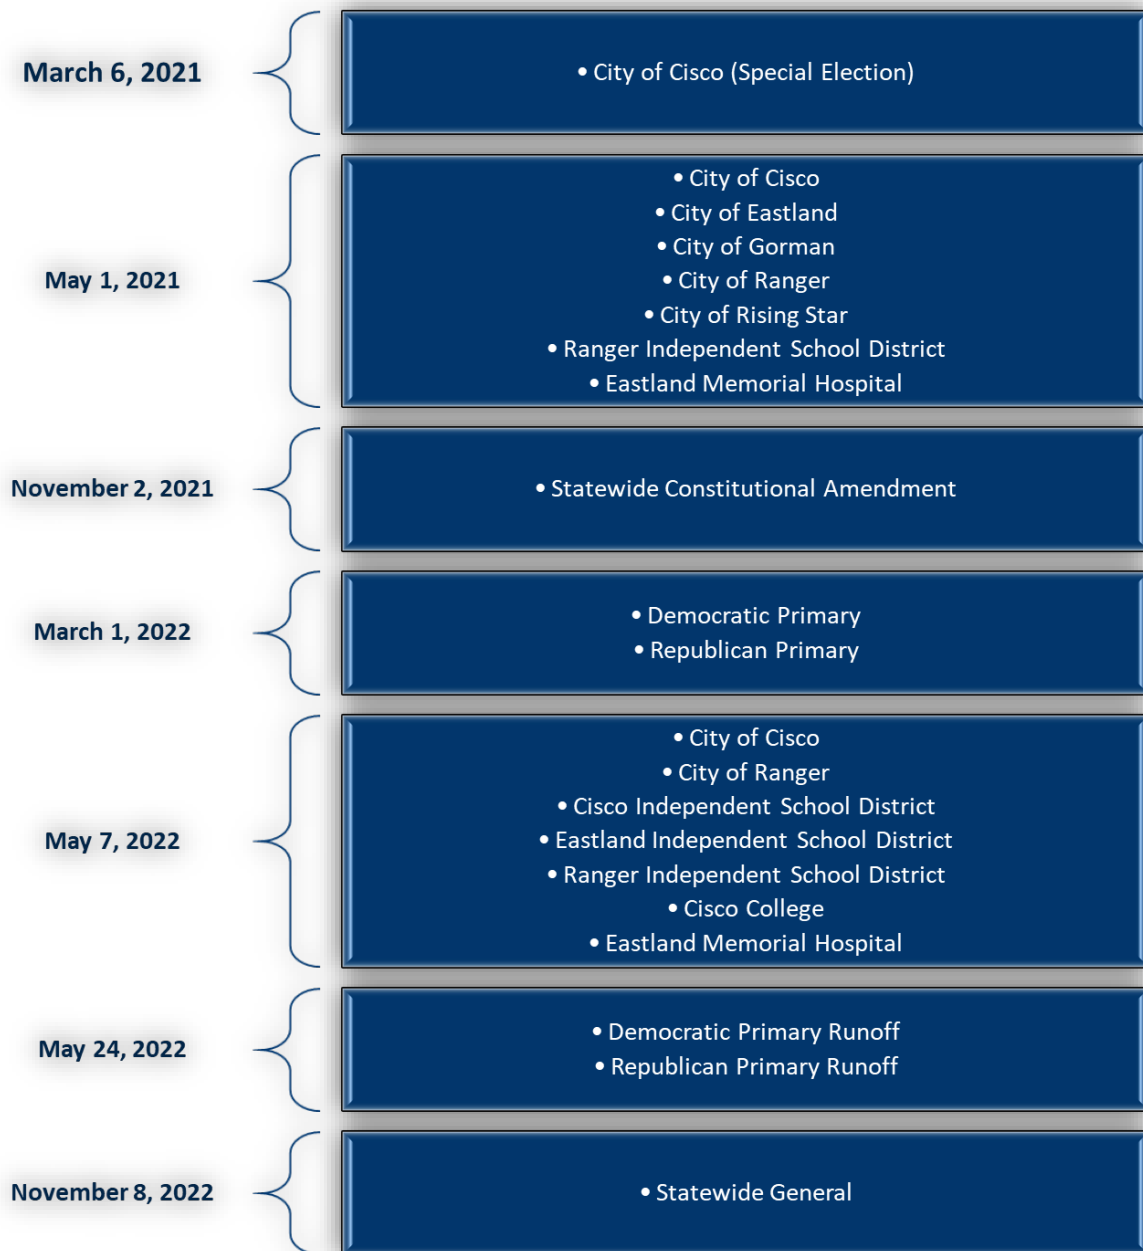 March 6, 2021
• City of Cisco (Special Election)
May 1, 2021
• City of Cisco
• City of Eastland
• City of Gorman
• City of Ranger
• City of Rising Star
• Ranger Independent School District
• Eastland Memorial Hospital
November 2, 2021
• Statewide Constitutional Amendment
March 1, 2022
• Democratic Primary
• Republican Primary
May 7, 2022
• City of Cisco
• City of Ranger
• Cisco Independent School District
• Eastland Independent School District
• Ranger Independent School District
• Cisco College
• Eastland Memorial Hospital
May 24, 2022
• Democratic Primary Runoff
• Republican Primary Runoff
November 8, 2022
• Statewide General